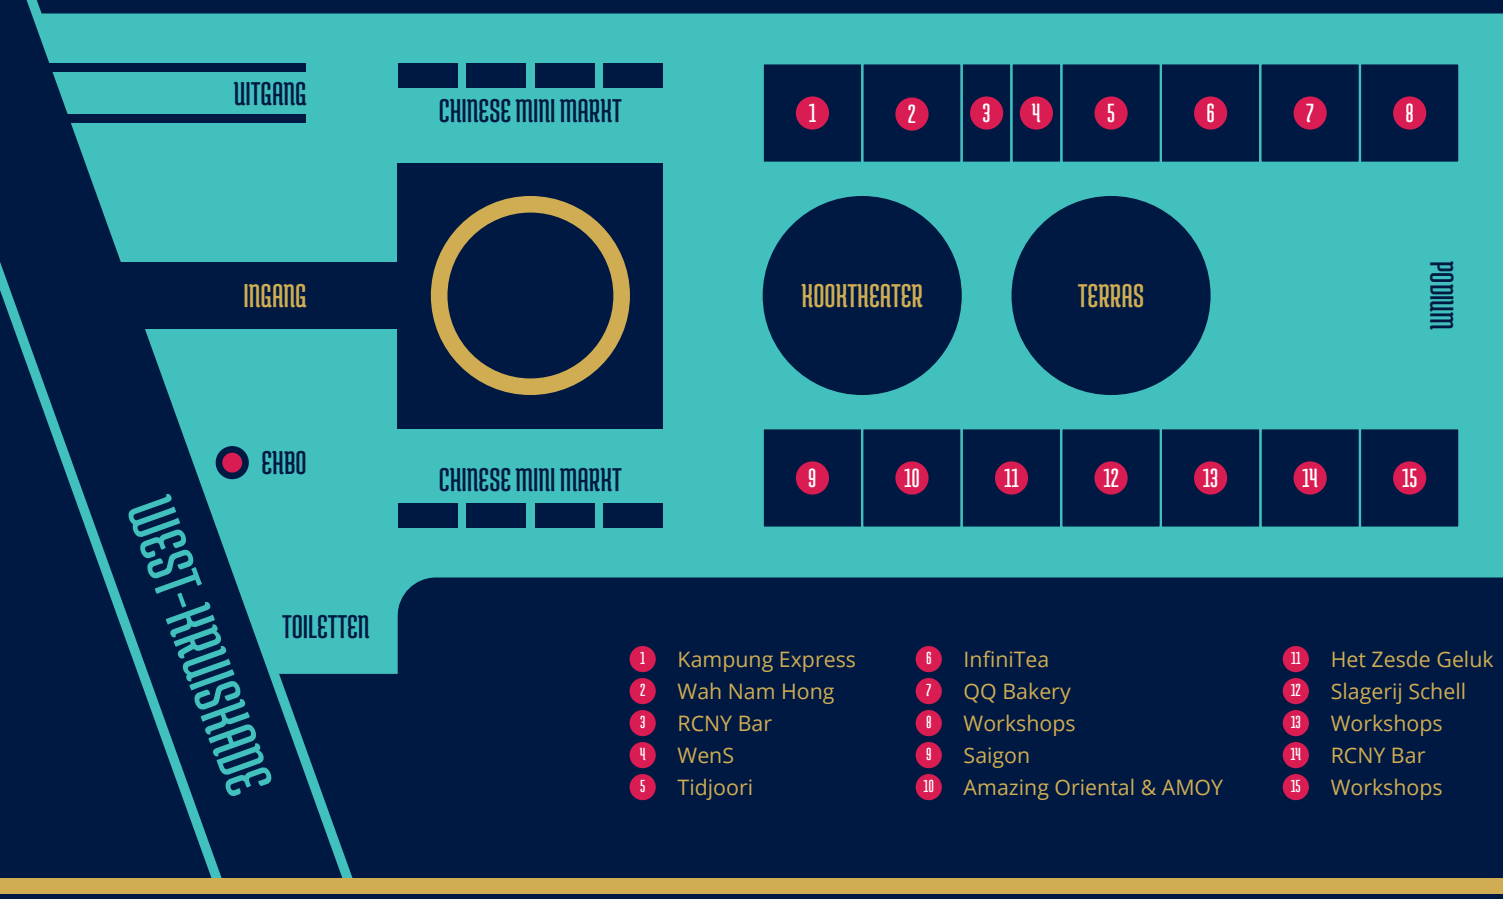 UITGANG
CHINESE MINI MARKT
1
2
3
4
5
6
7
8
INGANG
KOOKTHEATER
TERRAS
PODIUM
EHBO
CHINESE MINI MARKT
9
10
11
12
13
14
15
WEST-KRUISKADE
TOILETTEN
1 Kampung Express
2 Wah Nam Hong
3 RCNY Bar
4 WenS
5 Tidjoori
6 InfiniTea
7 QQ Bakery
8 Workshops
9 Saigon
10 Amazing Oriental & AMOY
11 Het Zesde Geluk
12 Slagerij Schell
13 Workshops
14 RCNY Bar
15 Workshops